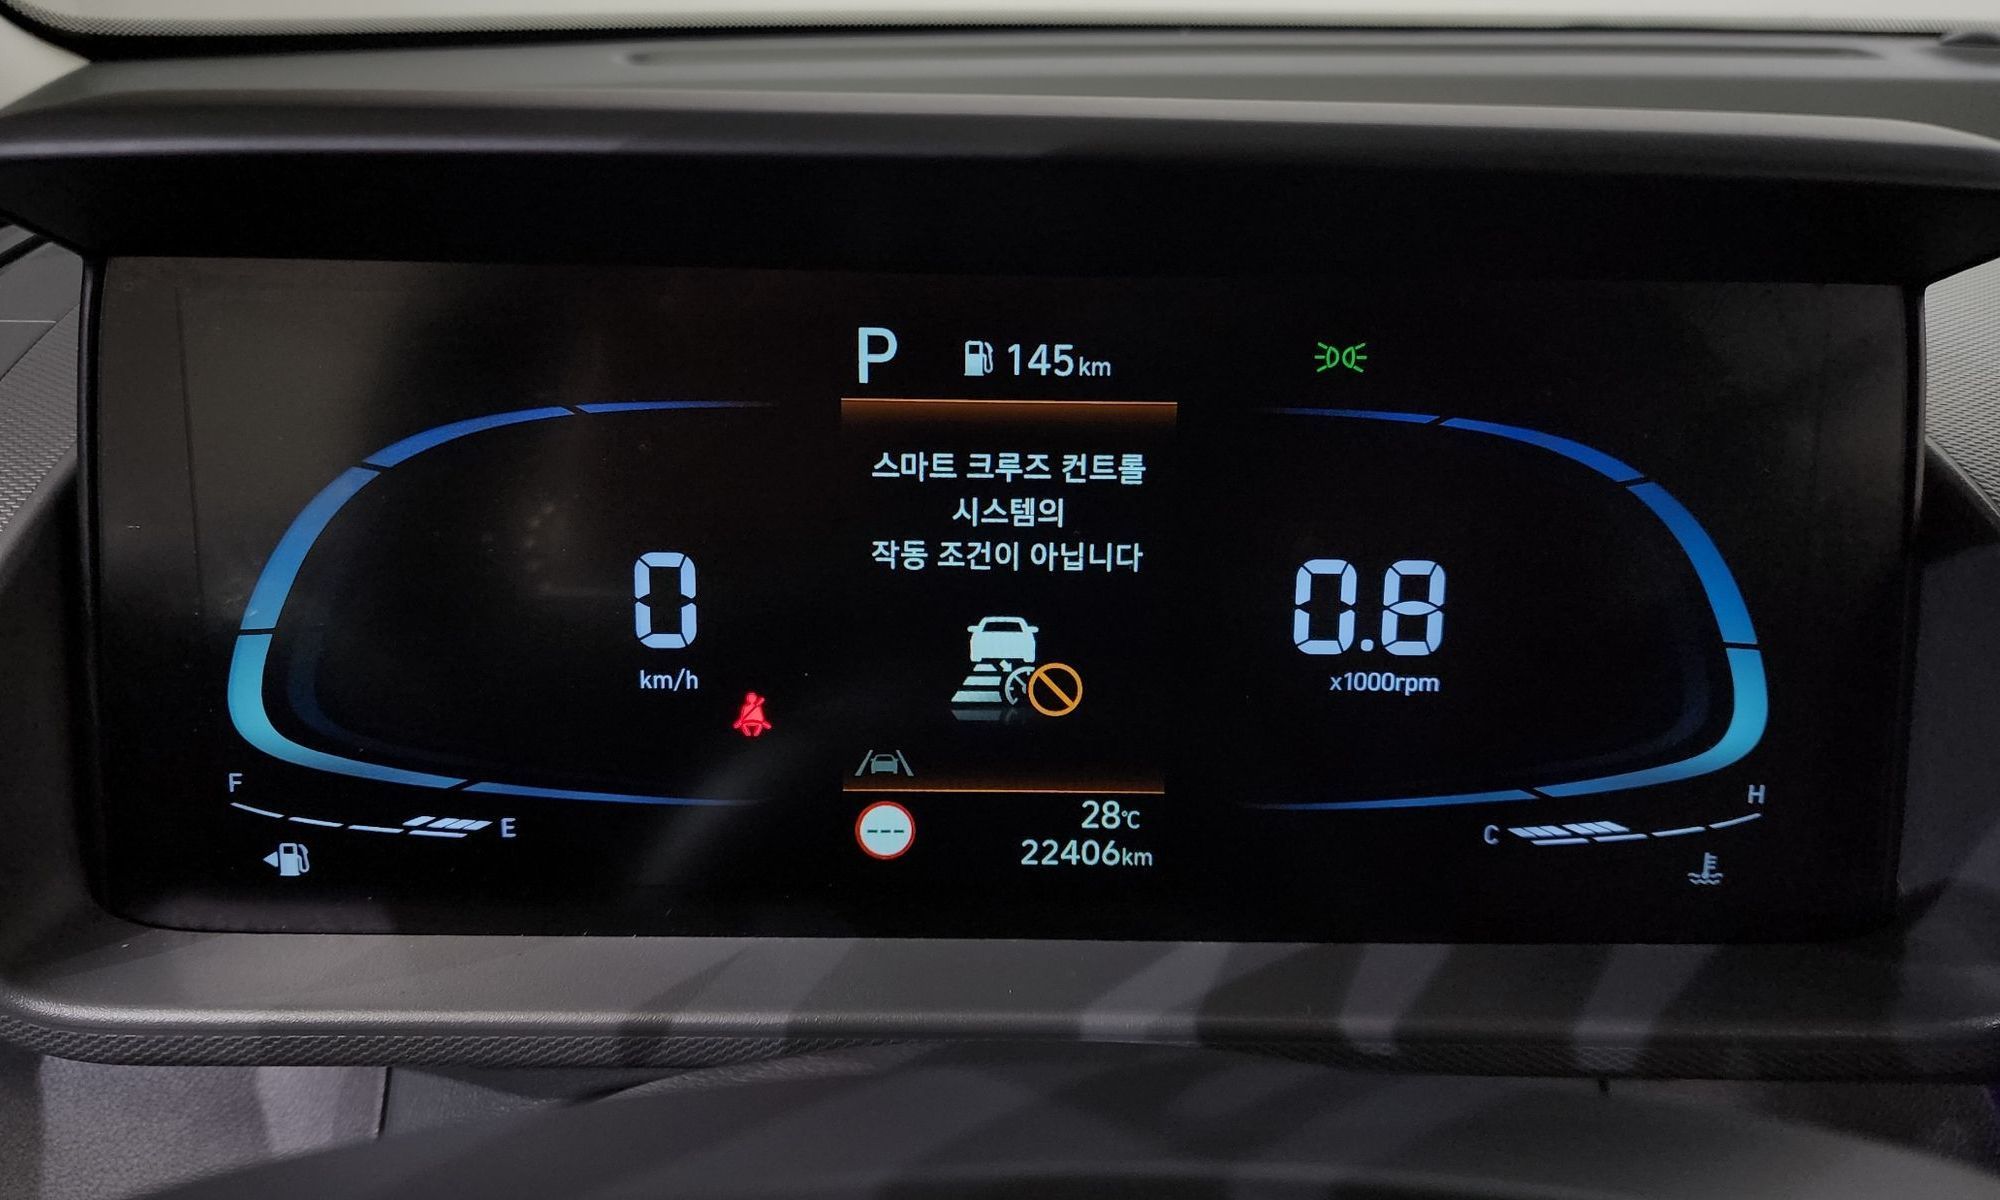 P 145km
스마트 크루즈 컨트롤
시스템의
작동 조건이 아닙니다
0
km/h
0.8
x1000rpm
F
E
---
28℃
22406km
C
H